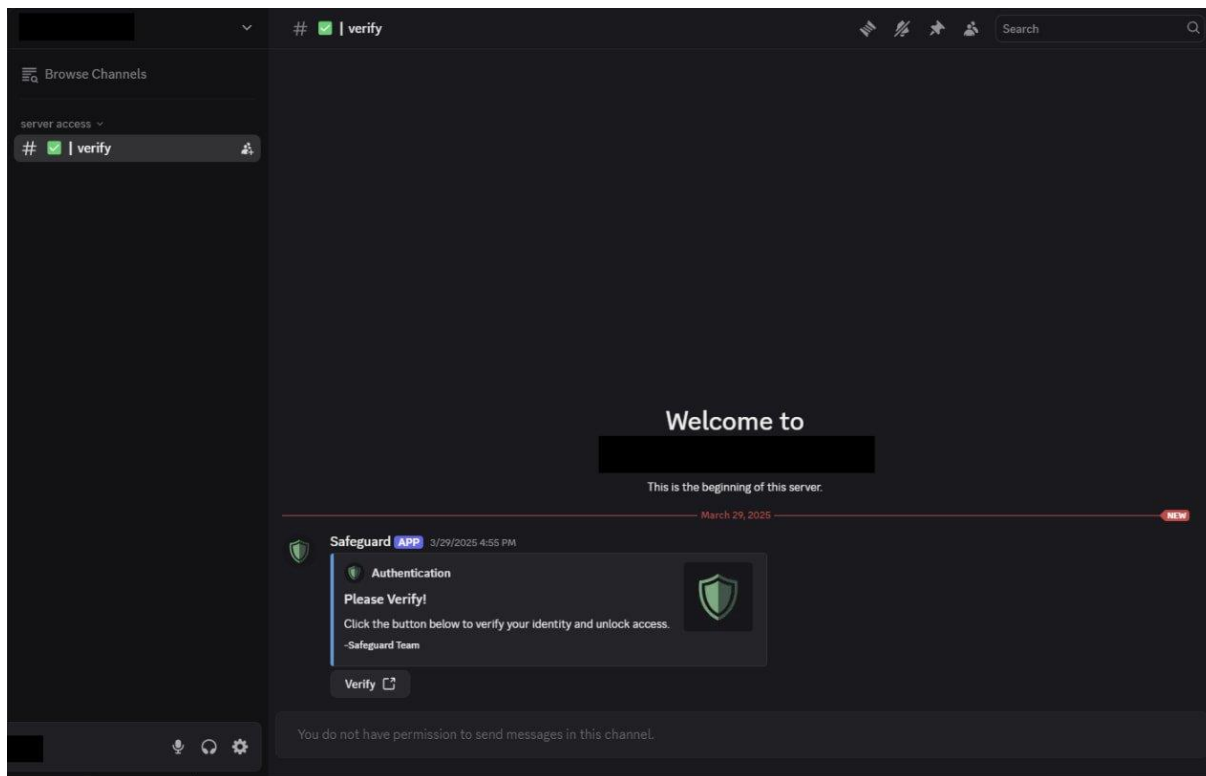 # ✅ | verify
Search
Browse Channels
server access
# ✅ | verify
Welcome to
This is the beginning of this server.
March 29, 2025
NEW
Safeguard APP 3/29/2025 4:55 PM
Authentication
Please Verify!
Click the button below to verify your identity and unlock access.
-Safeguard Team
Verify
You do not have permission to send messages in this channel.